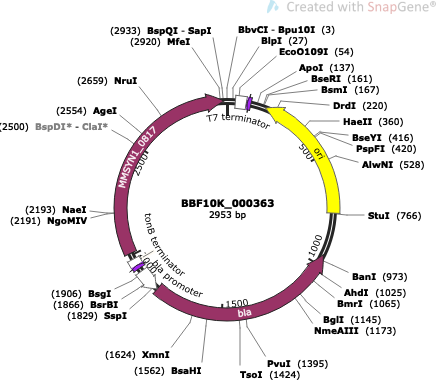 Created with SnapGene®
(2933) BspQI - SapI
(2920) MfeI
BbvCI - Bpu10I (3)
BlpI (27)
EcoO109I (54)
ApoI (137)
BseRI (161)
BsmI (167)
DrdI (220)
HaeII (360)
BseYI (416)
PspFI (420)
AlwNI (528)
StuI (766)
BanI (973)
AhdI (1025)
BmrI (1065)
BglI (1145)
NmeAIII (1173)
PvuI (1395)
TsoI (1424)
(1562) BsaHI
(1624) XmnI
(1829) SspI
(1866) BsrBI
(1906) BsgI
(2191) NgoMIV
(2193) NaeI
(2500) BspDI* - ClaI*
(2554) AgeI
(2659) NruI
T7 terminator
ori
500
1000
1500
2500
bla
bla promoter
tonB terminator
MMSYN1_0817
BBF10K_000363
2953 bp